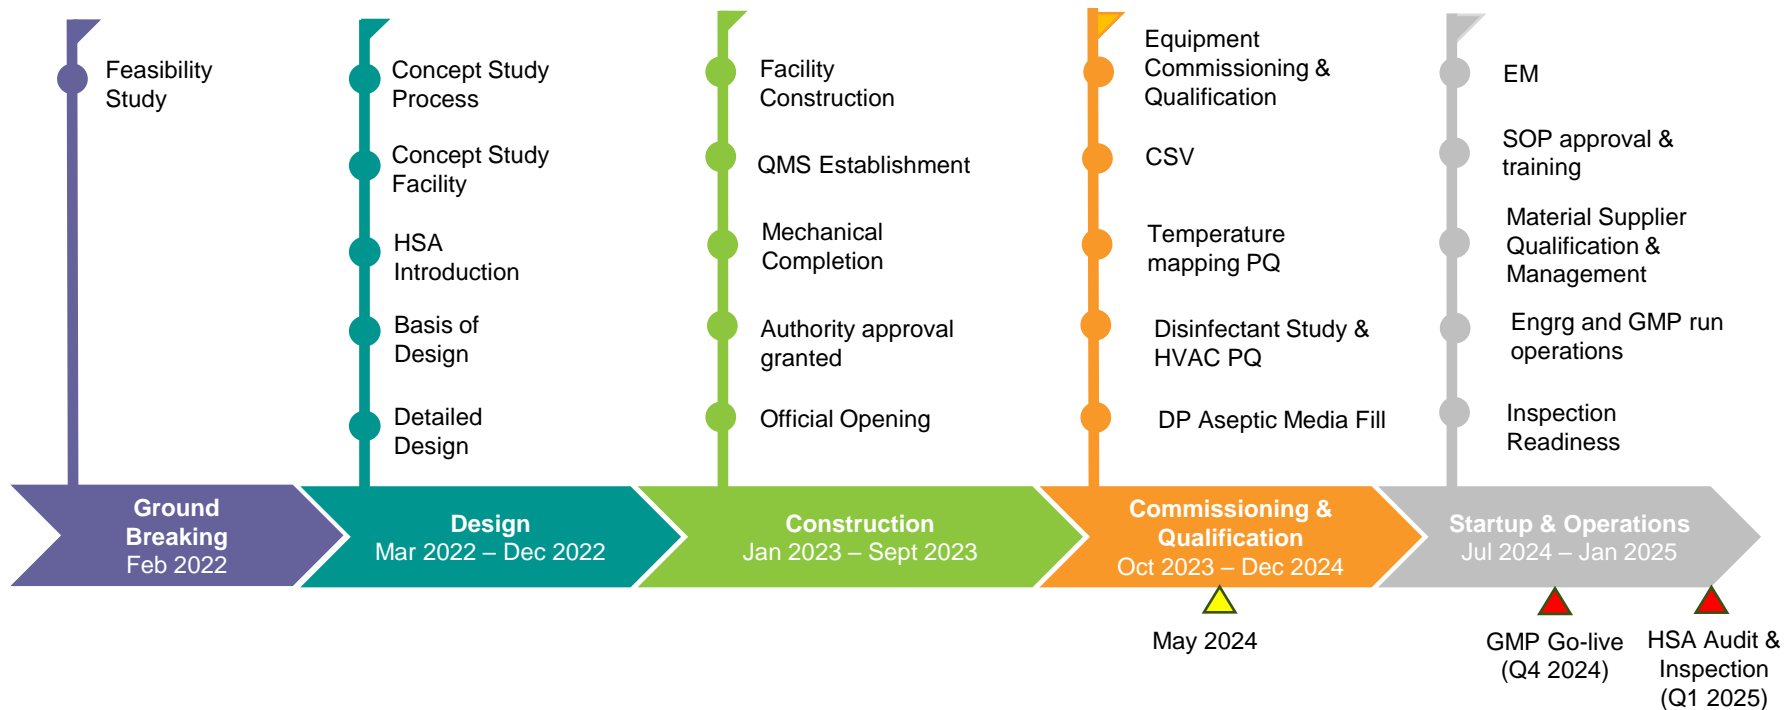 Feasibility
Study
Concept Study
Process
Concept Study
Facility
HSA
Introduction
Basis of
Design
Detailed
Design
Facility
Construction
QMS Establishment
Mechanical
Completion
Authority approval
granted
Official Opening
Equipment
Commissioning &
Qualification
CSV
Temperature
mapping PQ
Disinfectant Study &
HVAC PQ
DP Aseptic Media Fill
EM
SOP approval &
training
Material Supplier
Qualification &
Management
Engrg and GMP run
operations
Inspection
Readiness
Ground
Breaking
Feb 2022
Design
Mar 2022 – Dec 2022
Construction
Jan 2023 – Sept 2023
Commissioning &
Qualification
Oct 2023 – Dec 2024
Startup & Operations
Jul 2024 – Jan 2025
May 2024
GMP Go-live
(Q4 2024)
HSA Audit &
Inspection
(Q1 2025)